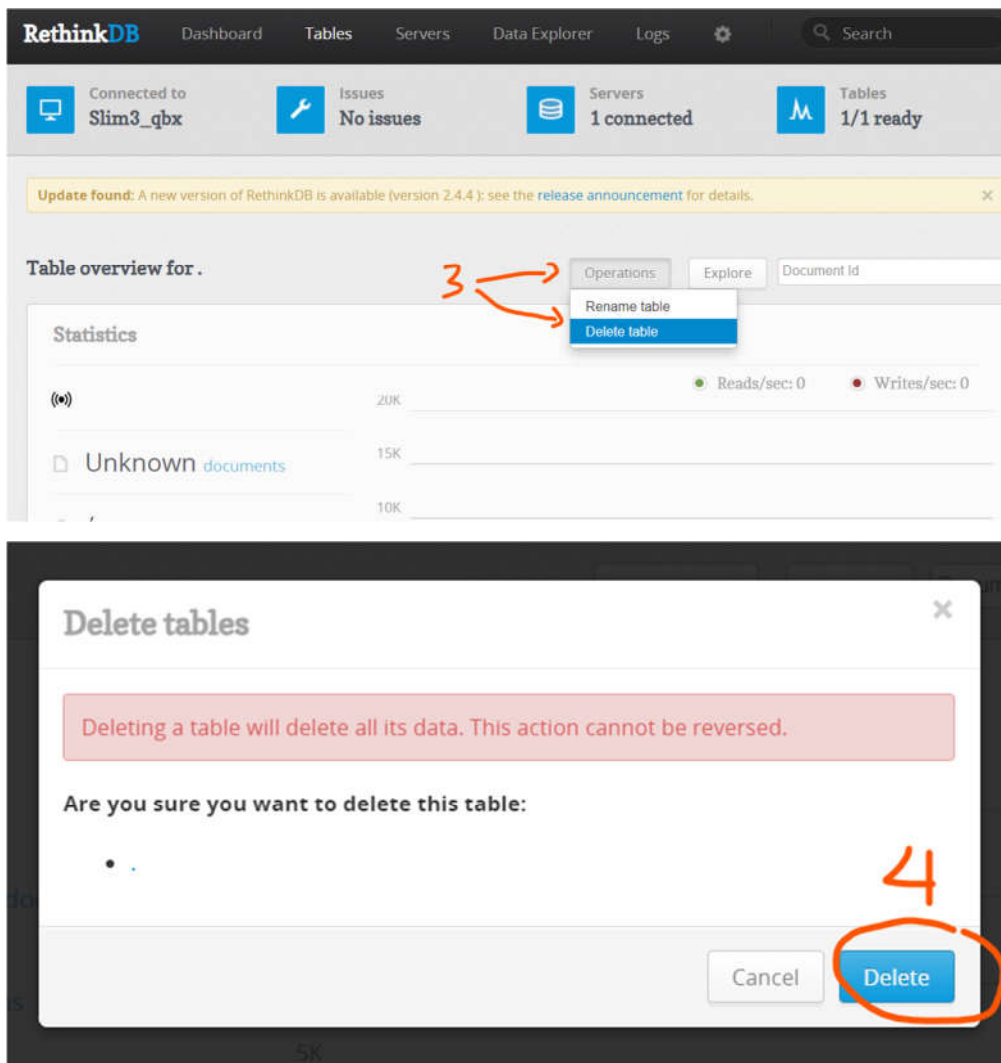 RethinkDB Dashboard Tables Servers Data Explorer Logs Search
Connected to Issues Servers Tables
Slim3_qbx No issues 1 connected 1/1 ready
Update found: A new version of RethinkDB is available (version 2.4.4 ); see the release announcement for details. ×
Table overview for .
3 Operations Explore Document Id
Rename table
Delete table
Statistics
Reads/sec: 0 Writes/sec: 0
20K
Unknown documents
15K
10K
Delete tables ×
Deleting a table will delete all its data. This action cannot be reversed.
Are you sure you want to delete this table:
• .
4
Cancel Delete
5K